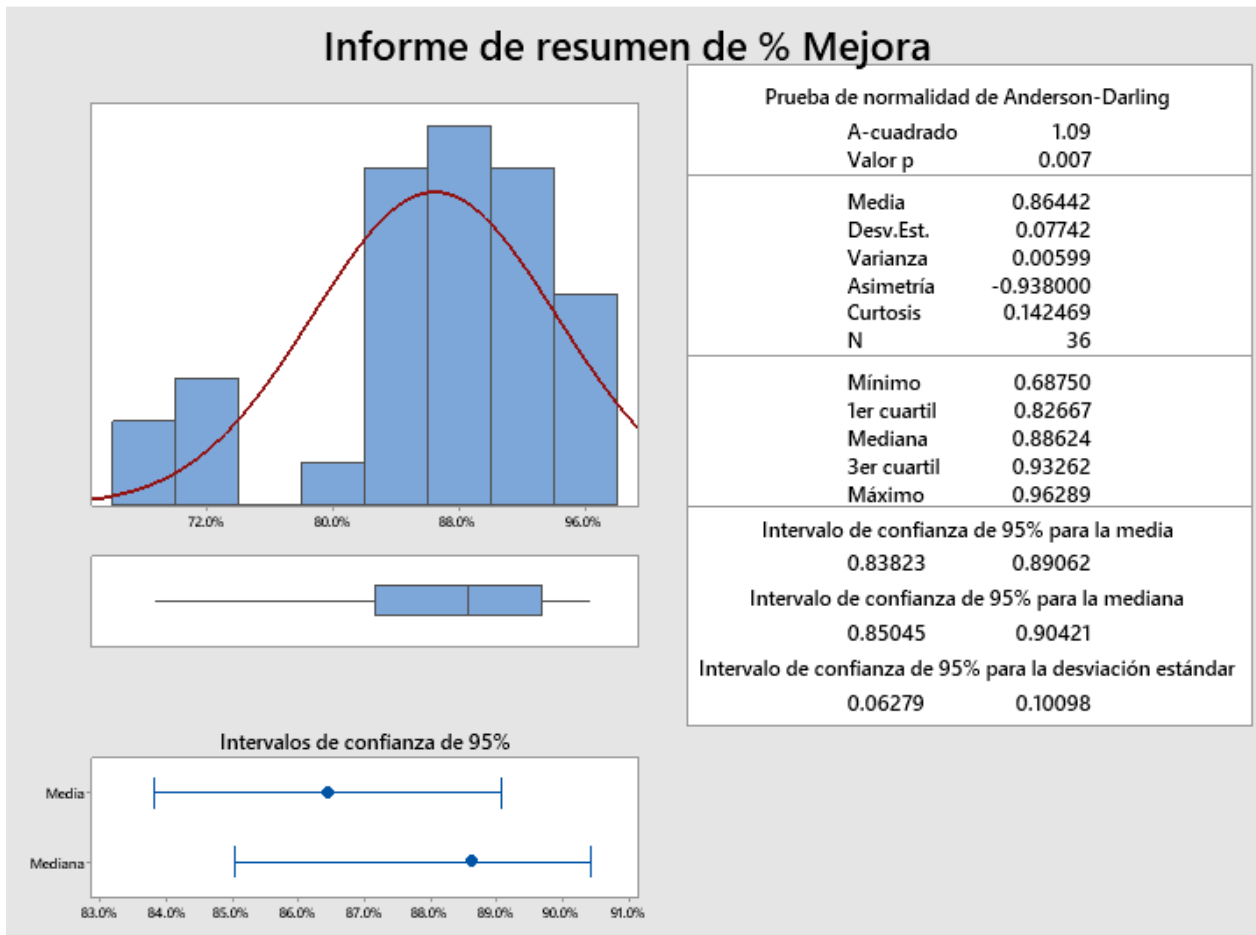 Informe de resumen de % Mejora
72.0% 80.0% 88.0% 96.0%
Prueba de normalidad de Anderson-Darling
A-cuadrado 1.09
Valor p 0.007
Media 0.86442
Desv.Est. 0.07742
Varianza 0.00599
Asimetría -0.938000
Curtosis 0.142469
N 36
Mínimo 0.68750
1er cuartil 0.82667
Mediana 0.88624
3er cuartil 0.93262
Máximo 0.96289
Intervalo de confianza de 95% para la media
0.83823 0.89062
Intervalo de confianza de 95% para la mediana
0.85045 0.90421
Intervalo de confianza de 95% para la desviación estándar
0.06279 0.10098
Intervalos de confianza de 95%
Media
Mediana
83.0% 84.0% 85.0% 86.0% 87.0% 88.0% 89.0% 90.0% 91.0%